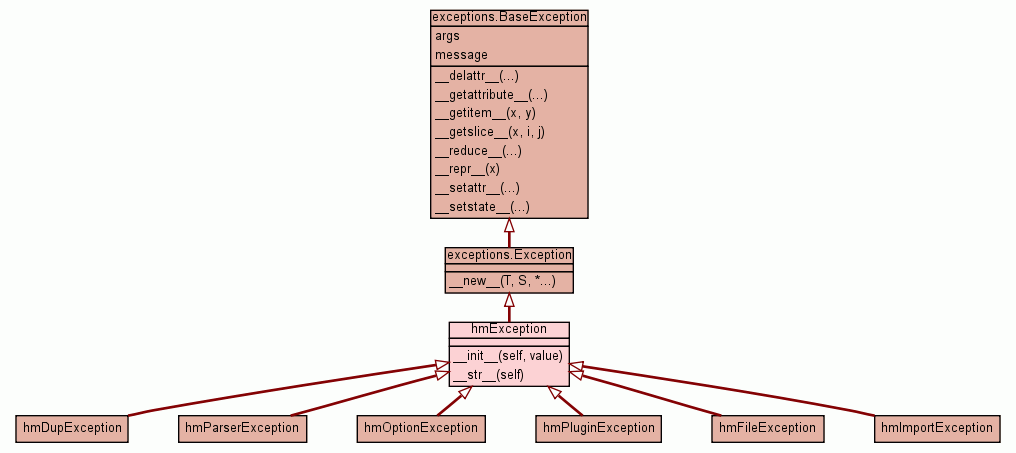 exceptions.BaseException
args
message
__delattr__(...)
__getattribute__(...)
__getitem__(x, y)
__getslice__(x, i, j)
__reduce__(...)
__repr__(x)
__setattr__(...)
__setstate__(...)
exceptions.Exception
__new__(T, S, *...)
hmException
__init__(self, value)
__str__(self)
hmDupException
hmParserException
hmOptionException
hmPluginException
hmFileException
hmImportException